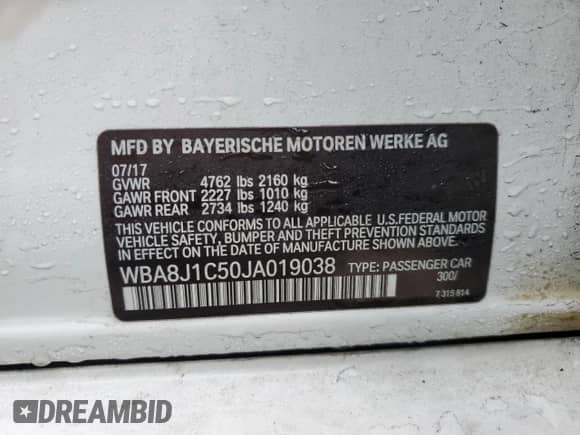 MFD BY BAYERISCHE MOTOREN WERKE AG
07/17
GVWR 4762 lbs 2160 kg
GAWR FRONT 2227 lbs 1010 kg
GAWR REAR 2734 lbs 1240 kg
THIS VEHICLE CONFORMS TO ALL APPLICABLE U.S. FEDERAL MOTOR
VEHICLE SAFETY, BUMPER, AND THEFT PREVENTION STANDARDS
IN EFFECT ON THE DATE OF MANUFACTURE SHOWN ABOVE.
WBA8J1C50JA019038 TYPE: PASSENGER CAR
300/
7315814
DREAMBID